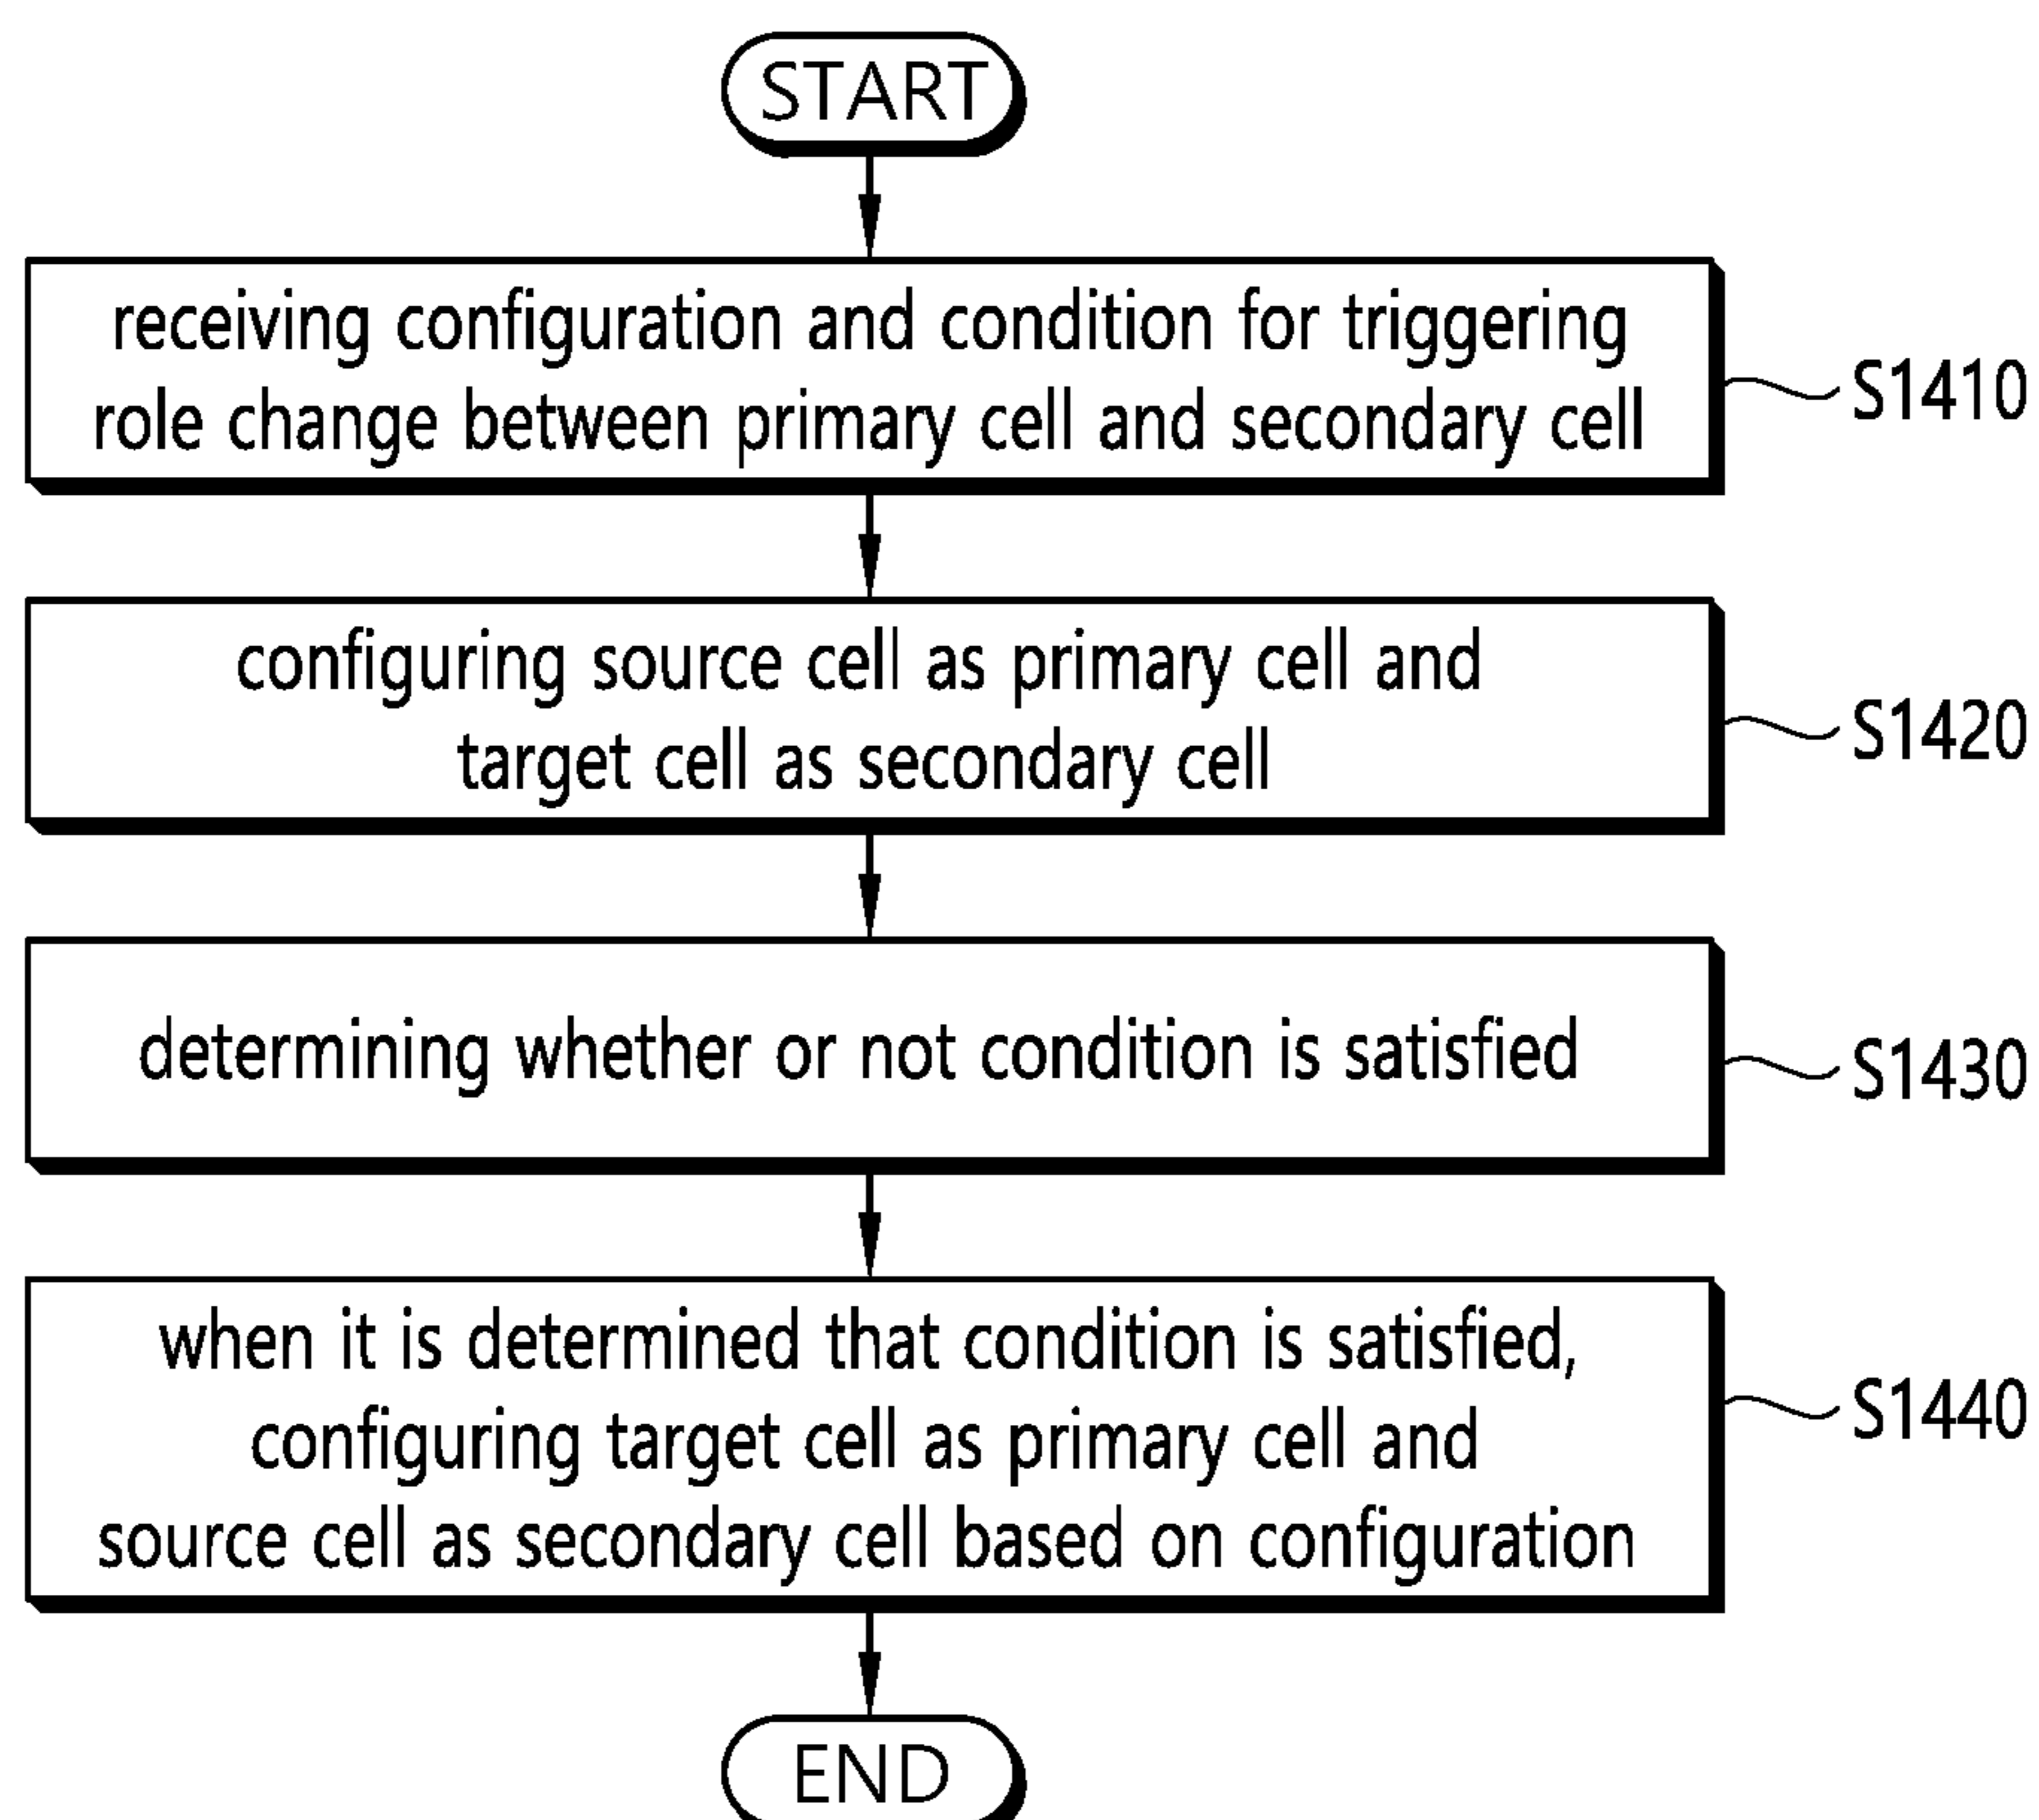 START
receiving configuration and condition for triggering
role change between primary cell and secondary cell
S1410
configuring source cell as primary cell and
target cell as secondary cell
S1420
determining whether or not condition is satisfied
S1430
when it is determined that condition is satisfied,
configuring target cell as primary cell and
source cell as secondary cell based on configuration
S1440
END